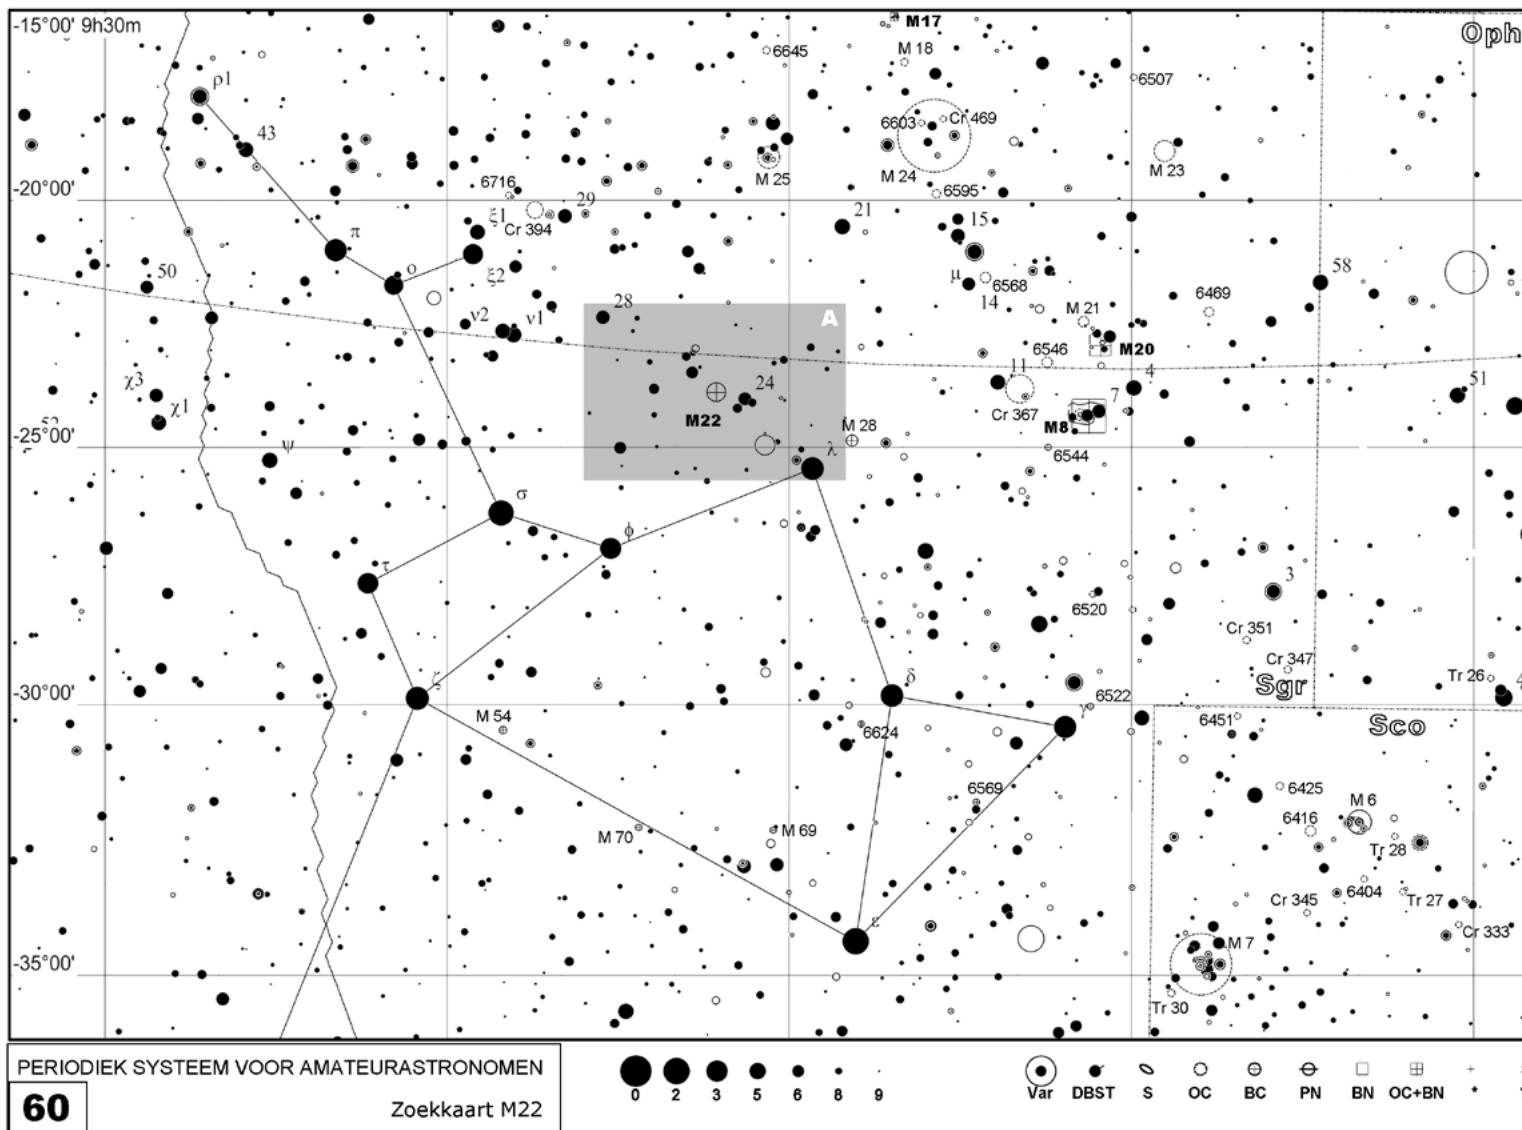 -15°00' 9h30m
M17
Oph
M 18
6645
6507
ρ1
43
6603
Cr 469
M 25
M 24
M 23
-20°00'
6716
6595
29
ξ1
Cr 394
21
15
π
ο
ξ2
μ
6568
58
50
14
6469
28
A
M 21
ν2
ν1
M20
6546
χ3
24
11
4
51
χ1
M22
Cr 367
7
M 28
M8
-25°00'
ψ
λ
6544
σ
φ
τ
3
6520
Cr 351
Cr 347
Tr 26
ζ
δ
Sgr
-30°00'
6522
4
M 54
γ
6451
Sco
6624
6569
6425
M 6
M 70
M 69
6416
Tr 28
6404
Tr 27
Cr 345
ε
Cr 333
M 7
-35°00'
Tr 30
PERIODIEK SYSTEEM VOOR AMATEURASTRONOMEN
60
Zoekkaart M22
0 2 3 5 6 8 9
Var DBST S OC BC PN BN OC+BN *